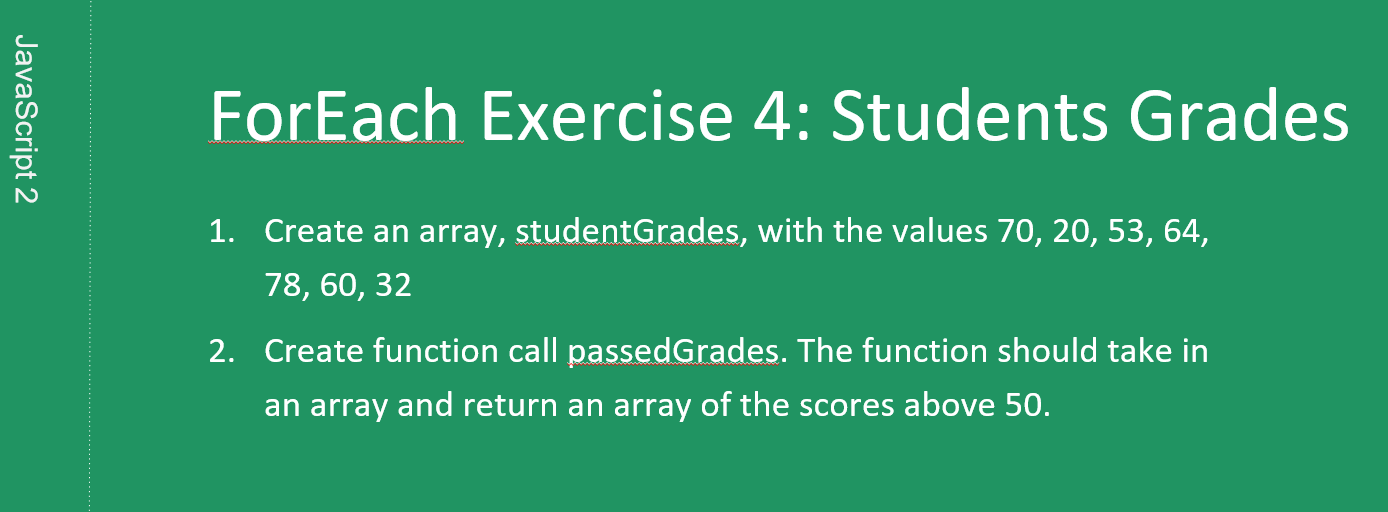 JavaScript 2
ForEach Exercise 4: Students Grades
1. Create an array, studentGrades, with the values 70, 20, 53, 64,
78, 60, 32
2. Create function call passedGrades. The function should take in
an array and return an array of the scores above 50.